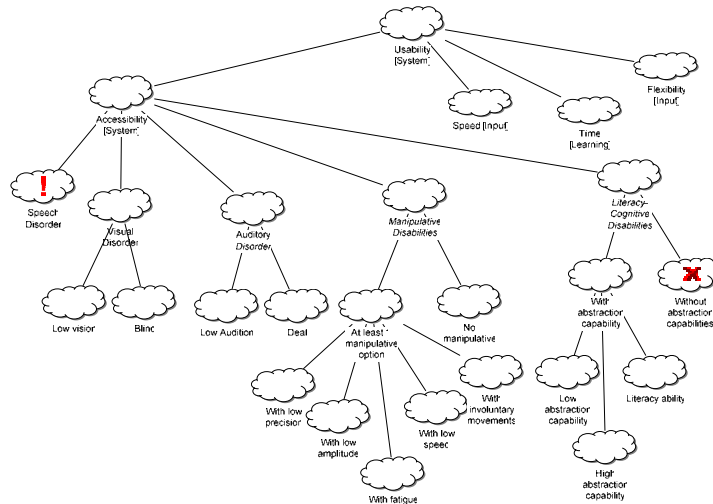 Usability
[System]
Flexibility
[Input]
Speed [Input]
Time
[Learning]
Accessibility
[System]
!
Speech
Disorder
Visual
Disorder
Auditory
Disorder
Manipulative
Disabilities
Literacy-
Cognitive
Disabilities
Low vision
Blind
Low Audition
Deaf
At least 1
manipulative
option
No
manipulative
With
abstraction
capability
X
Without
abstraction
capabilities
With low
precision
With low
amplitude
With fatigue
With low
speed
With
involuntary
movements
Low
abstraction
capability
High
abstraction
capability
Literacy ability